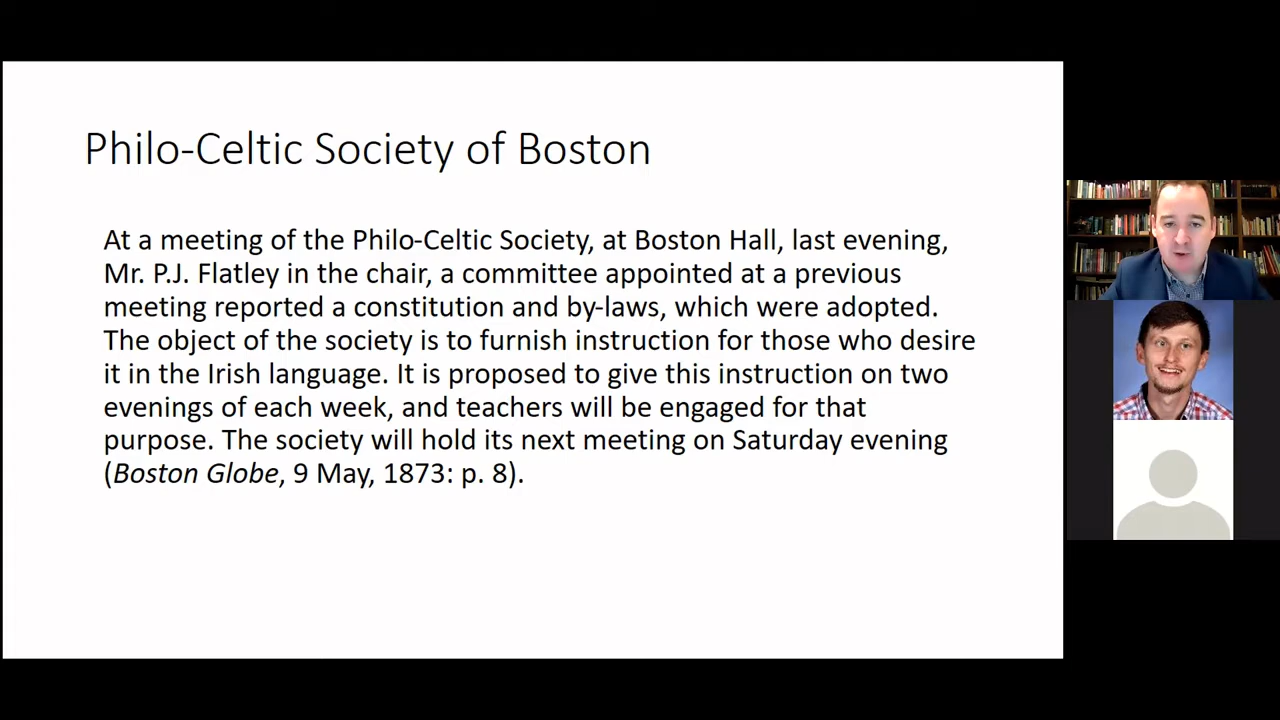 Philo-Celtic Society of Boston
At a meeting of the Philo-Celtic Society, at Boston Hall, last evening,
Mr. P.J. Flatley in the chair, a committee appointed at a previous
meeting reported a constitution and by-laws, which were adopted.
The object of the society is to furnish instruction for those who desire
it in the Irish language. It is proposed to give this instruction on two
evenings of each week, and teachers will be engaged for that
purpose. The society will hold its next meeting on Saturday evening
(Boston Globe, 9 May, 1873: p. 8).